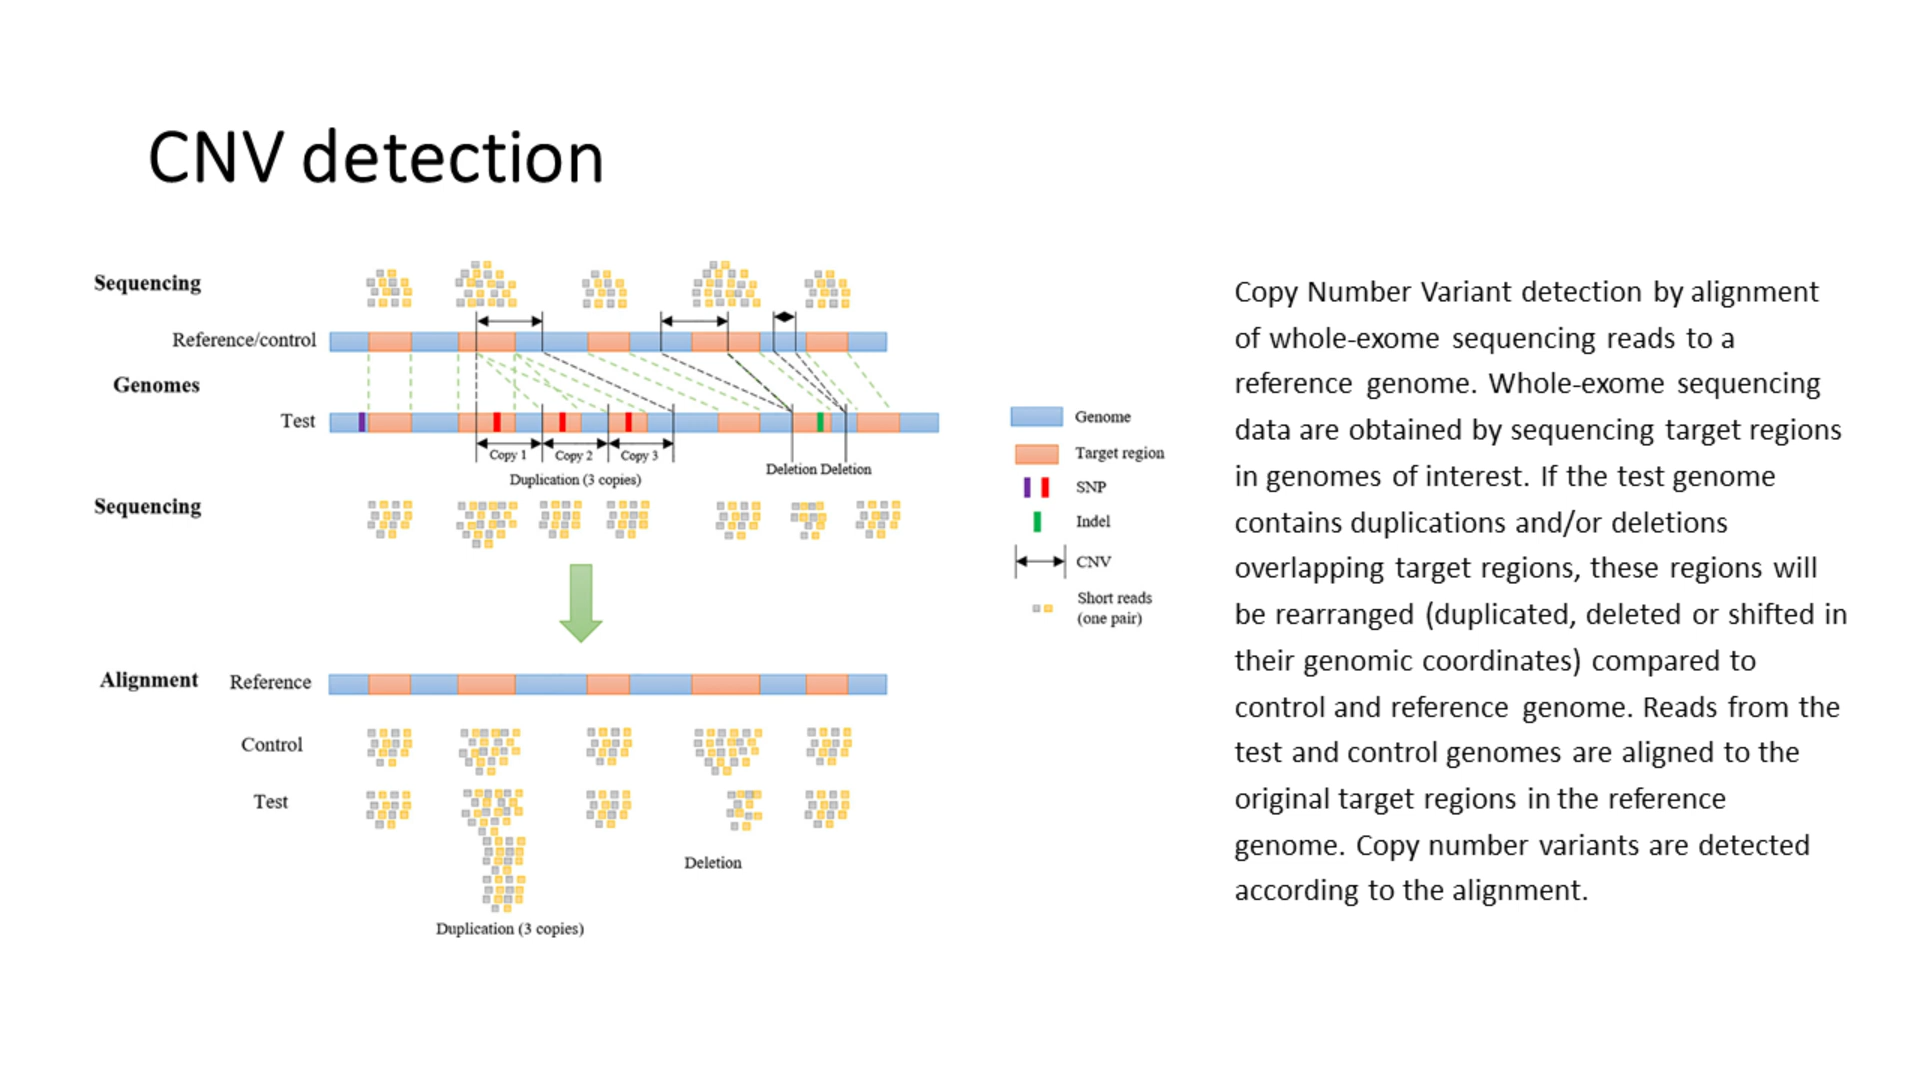 CNV detection
Sequencing
Reference/control
Genomes
Test
Copy 1 Copy 2 Copy 3
Deletion Deletion
Duplication (3 copies)
Sequencing
Alignment Reference
Control
Test
Deletion
Duplication (3 copies)
Genome
Target region
SNP
Indel
CNV
Short reads
(one pair)
Copy Number Variant detection by alignment
of whole-exome sequencing reads to a
reference genome. Whole-exome sequencing
data are obtained by sequencing target regions
in genomes of interest. If the test genome
contains duplications and/or deletions
overlapping target regions, these regions will
be rearranged (duplicated, deleted or shifted in
their genomic coordinates) compared to
control and reference genome. Reads from the
test and control genomes are aligned to the
original target regions in the reference
genome. Copy number variants are detected
according to the alignment.